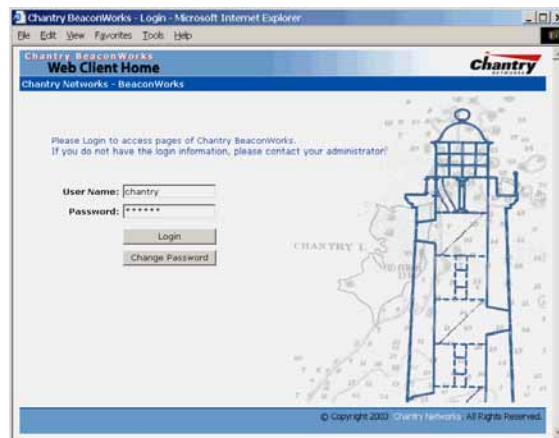 Chantry BeaconWorks - Login - Microsoft Internet Explorer
File Edit View Favorites Tools Help
Chantry BeaconWorks
Web Client Home
Chantry
NETWORKS
Chantry Networks - BeaconWorks
Please Login to access pages of Chantry BeaconWorks.
If you do not have the login information, please contact your administrator!
User Name: chantry
Password: ******
Login
Change Password
CHANTRY I.
© Copyright 2003 Chantry Networks. All Rights Reserved.